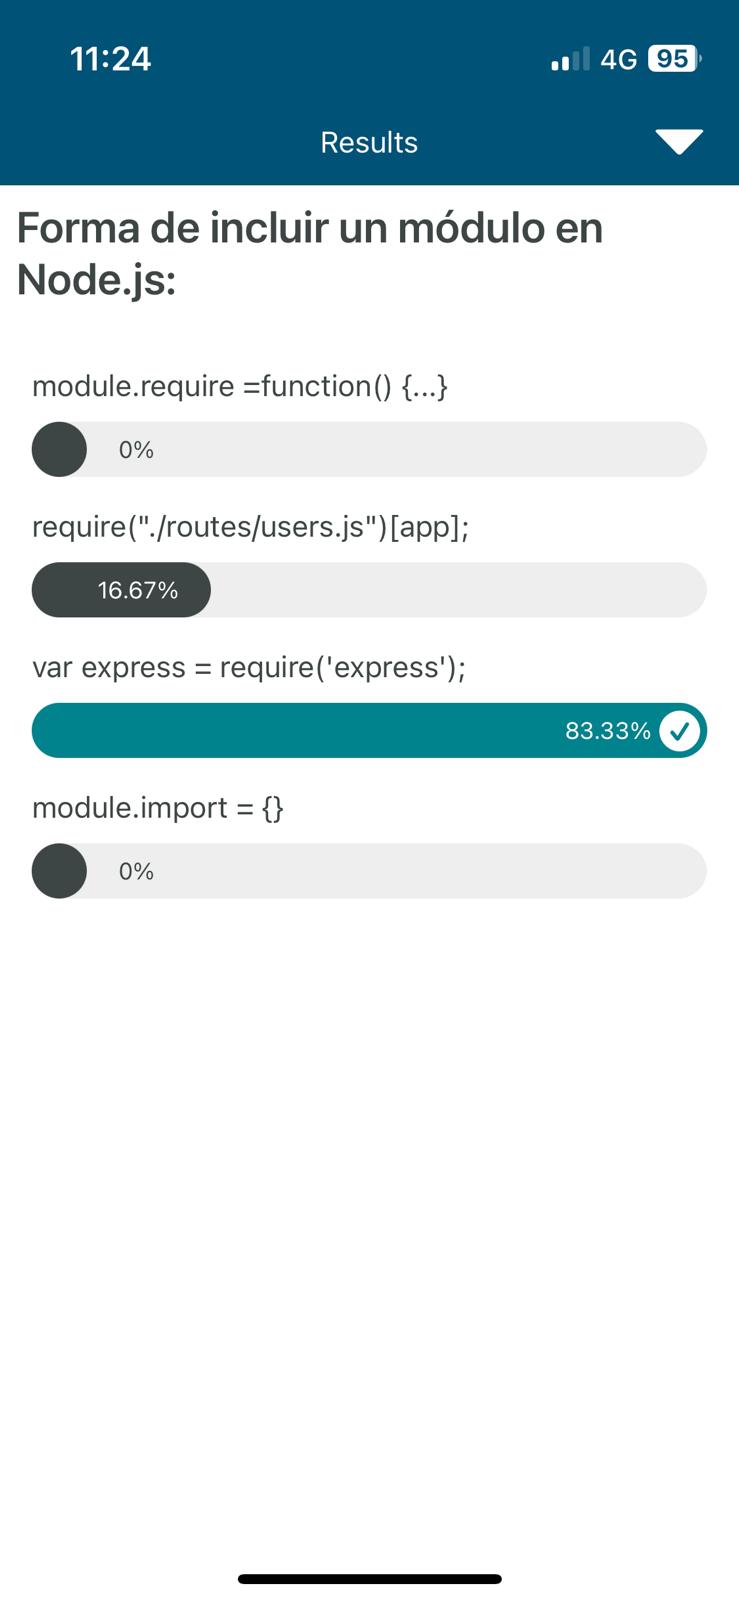 11:24
4G 95
Results
Forma de incluir un módulo en
Node.js:
module.require =function() {...}
0%
require("./routes/users.js")[app];
16.67%
var express = require('express');
83.33%
module.import = {}
0%